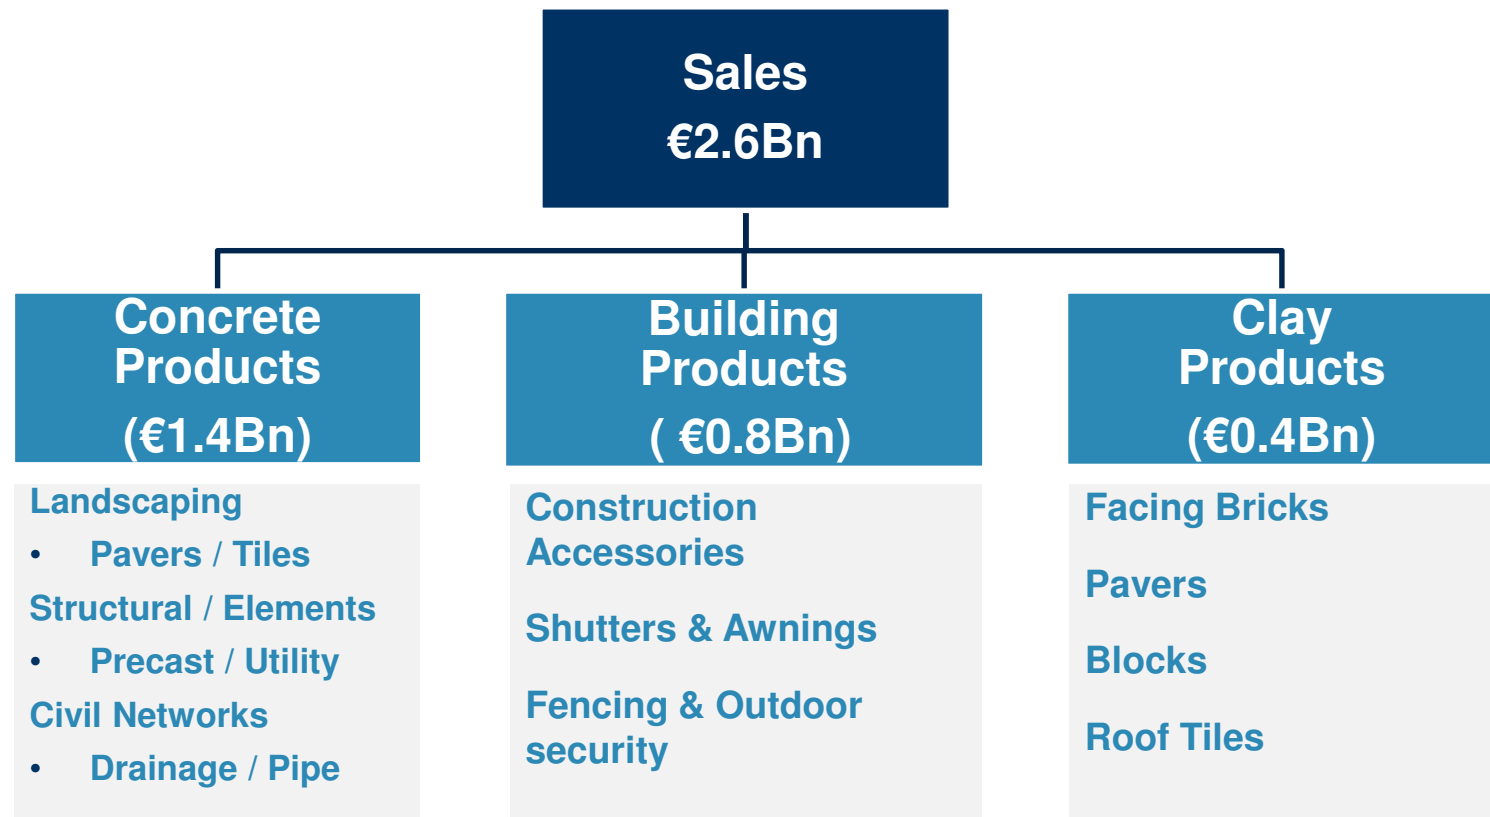 Sales
€2.6Bn
Concrete
Products
(€1.4Bn)
Landscaping
• Pavers / Tiles
Structural / Elements
• Precast / Utility
Civil Networks
• Drainage / Pipe
Building
Products
( €0.8Bn)
Construction
Accessories
Shutters & Awnings
Fencing & Outdoor
security
Clay
Products
(€0.4Bn)
Facing Bricks
Pavers
Blocks
Roof Tiles